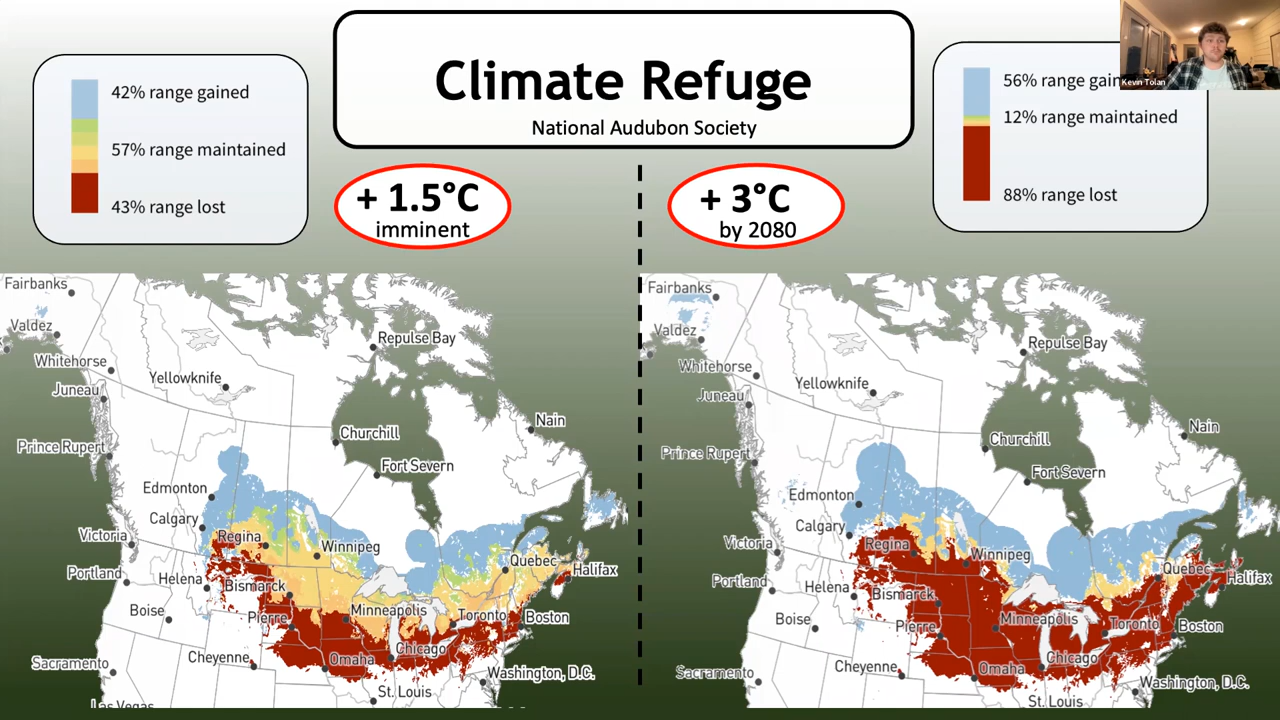 Climate Refuge
National Audubon Society
42% range gained
57% range maintained
43% range lost
56% range gain
12% range maintained
88% range lost
Kevin Tolan
+ 1.5°C
imminent
+ 3°C
by 2080
Fairbanks
Valdez
Repulse Bay
Whitehorse
Yellowknife
Juneau
Nain
Churchill
Prince Rupert
Fort Severn
Edmonton
Calgary
Victoria
Regina
Winnipeg
Quebec
Portland
Helena
Bismarck
Halifax
Boise
Minneapolis
Pierre
Toronto
Boston
Chicago
Cheyenne
Omaha
Sacramento
Washington, D.C.
St. Louis
Las Vegas
Fairbanks
Valdez
Repulse Bay
Whitehorse
Yellowknife
Juneau
Nain
Churchill
Prince Rupert
Fort Severn
Edmonton
Calgary
Victoria
Regina
Winnipeg
Quebec
Portland
Helena
Bismarck
Halifax
Boise
Minneapolis
Pierre
Toronto
Boston
Chicago
Cheyenne
Omaha
Sacramento
Washington, D.C.
St. Louis